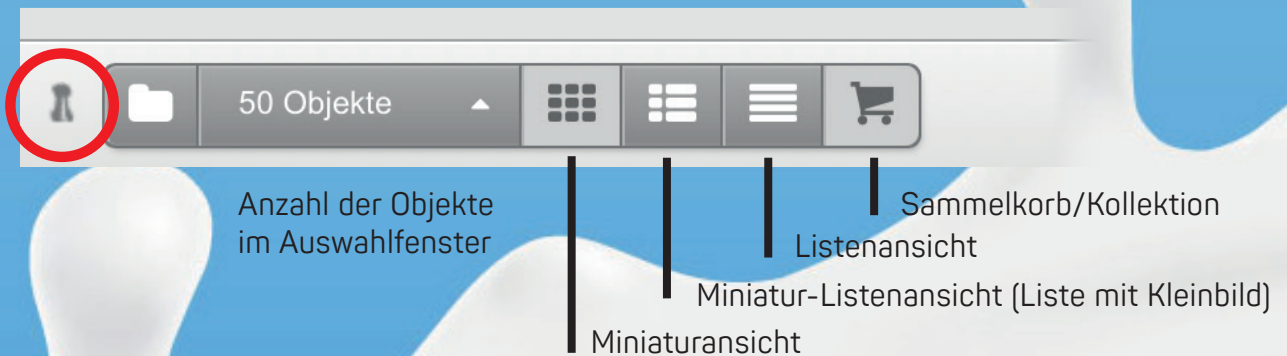 50 Objekte
Anzahl der Objekte
im Auswahlfenster
Sammelkorb/Kollektion
Listenansicht
Miniatur-Listenansicht (Liste mit Kleinbild)
Miniaturansicht